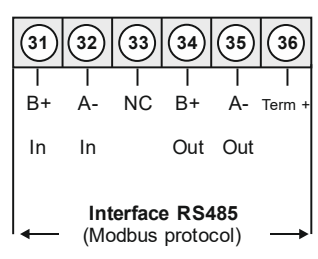 31 32 33 34 35 36
B+ A- NC B+ A- Term +
In In Out Out
Interface RS485
(Modbus protocol)